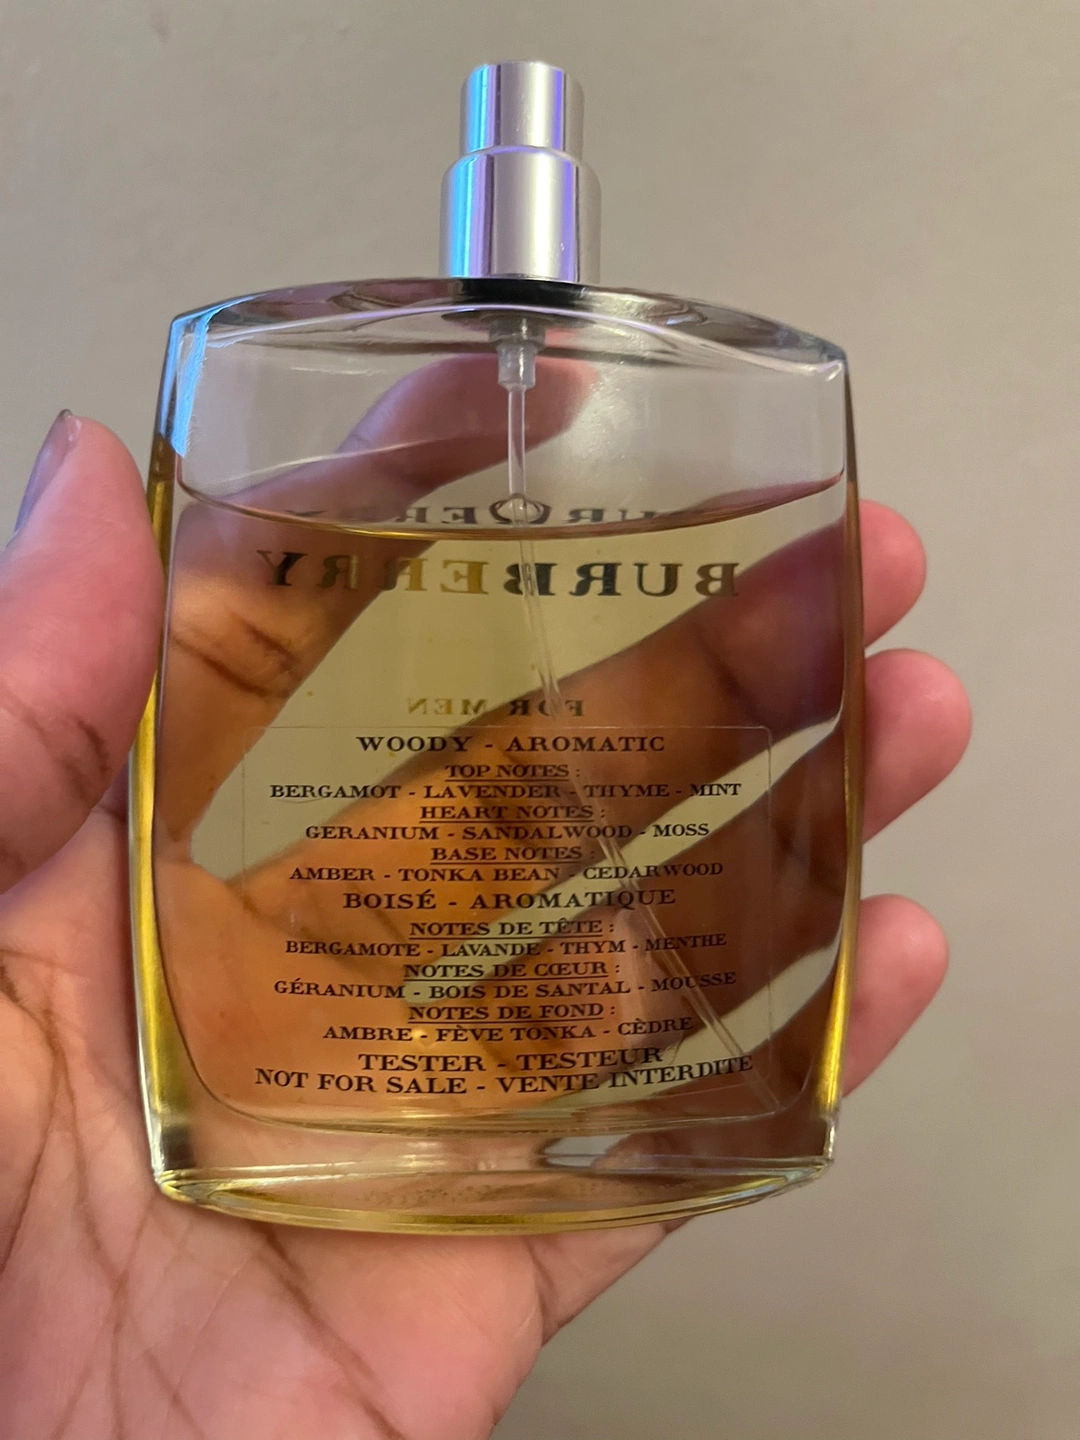 BURBERRY
FOR MEN
WOODY - AROMATIC
TOP NOTES :
BERGAMOT - LAVENDER - THYME - MINT
HEART NOTES :
GERANIUM - SANDALWOOD - MOSS
BASE NOTES :
AMBER - TONKA BEAN - CEDARWOOD
BOISÉ - AROMATIQUE
NOTES DE TÊTE :
BERGAMOTE - LAVANDE - THYM - MENTHE
NOTES DE CŒUR :
GÉRANIUM - BOIS DE SANTAL - MOUSSE
NOTES DE FOND :
AMBRE - FÈVE TONKA - CÈDRE
TESTER - TESTEUR
NOT FOR SALE - VENTE INTERDITE